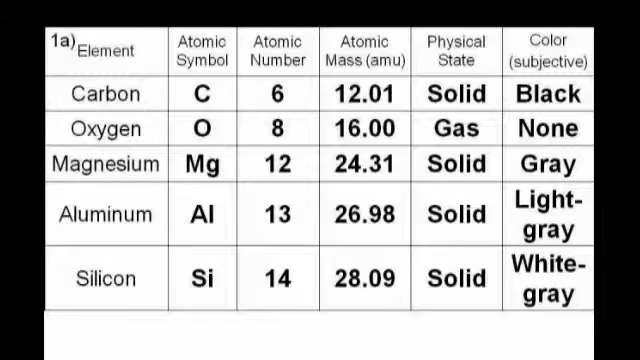 1a) Element Atomic Symbol Atomic Number Atomic Mass (amu) Physical State Color (subjective)
Carbon C 6 12.01 Solid Black
Oxygen O 8 16.00 Gas None
Magnesium Mg 12 24.31 Solid Gray
Aluminum Al 13 26.98 Solid Light-gray
Silicon Si 14 28.09 Solid White-gray